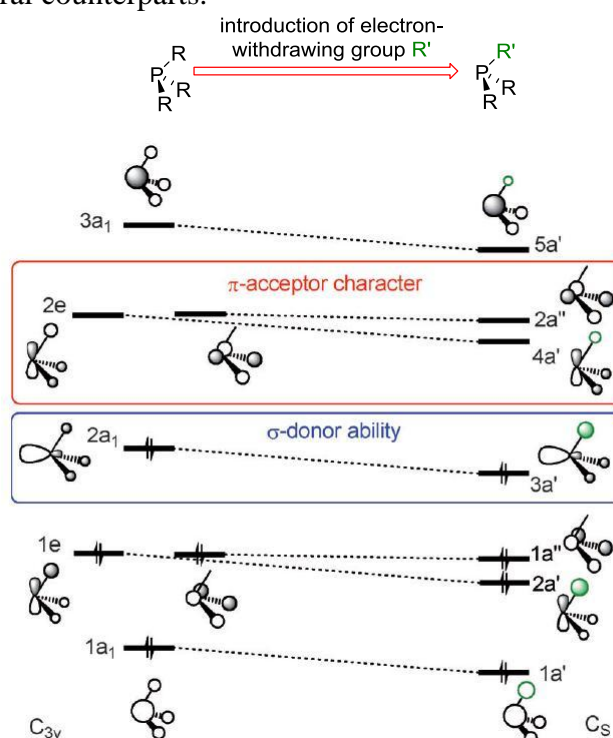 counterparts.
introduction of electron-
withdrawing group R'
R
P
R
R
R'
P
R
R
3a₁
5a'
π-acceptor character
2e
2a"
4a'
2a₁
σ-donor ability
3a'
1e
1a"
2a'
1a₁
1a'
C₃ᵥ
Cₛ